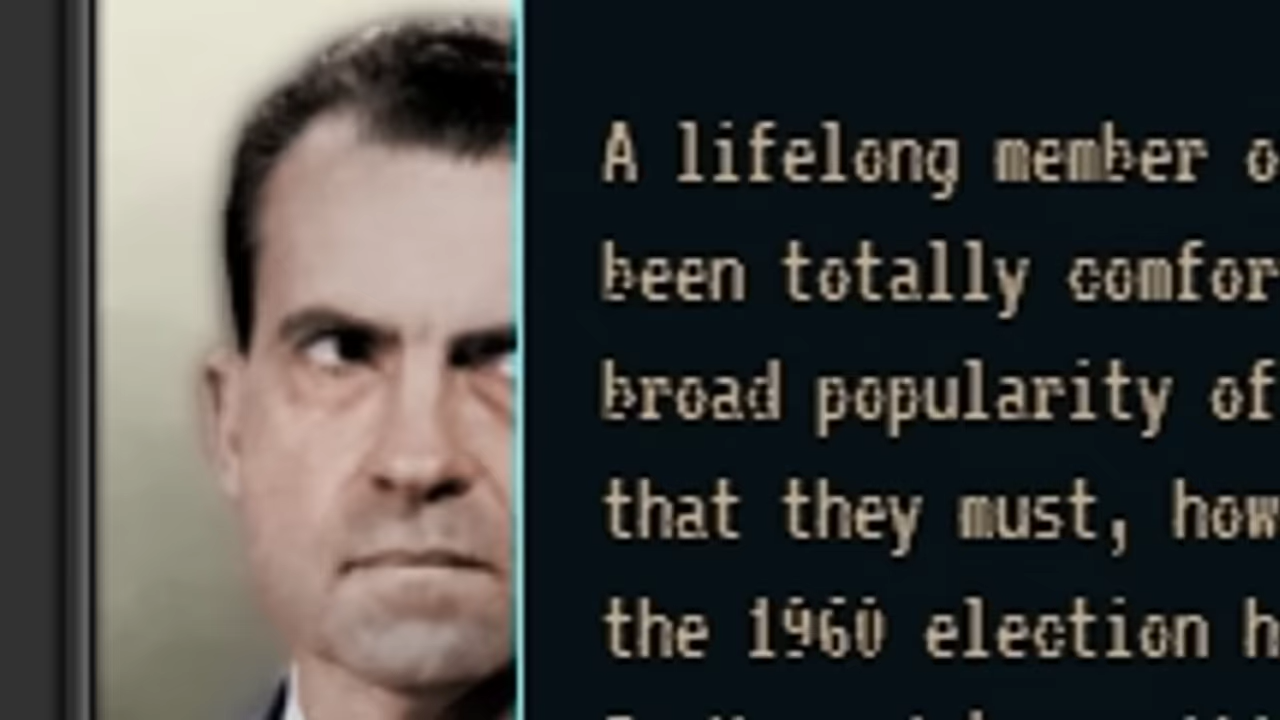 A lifelong member o
been totally comfor
broad popularity of
that they must, how
the 1960 election h